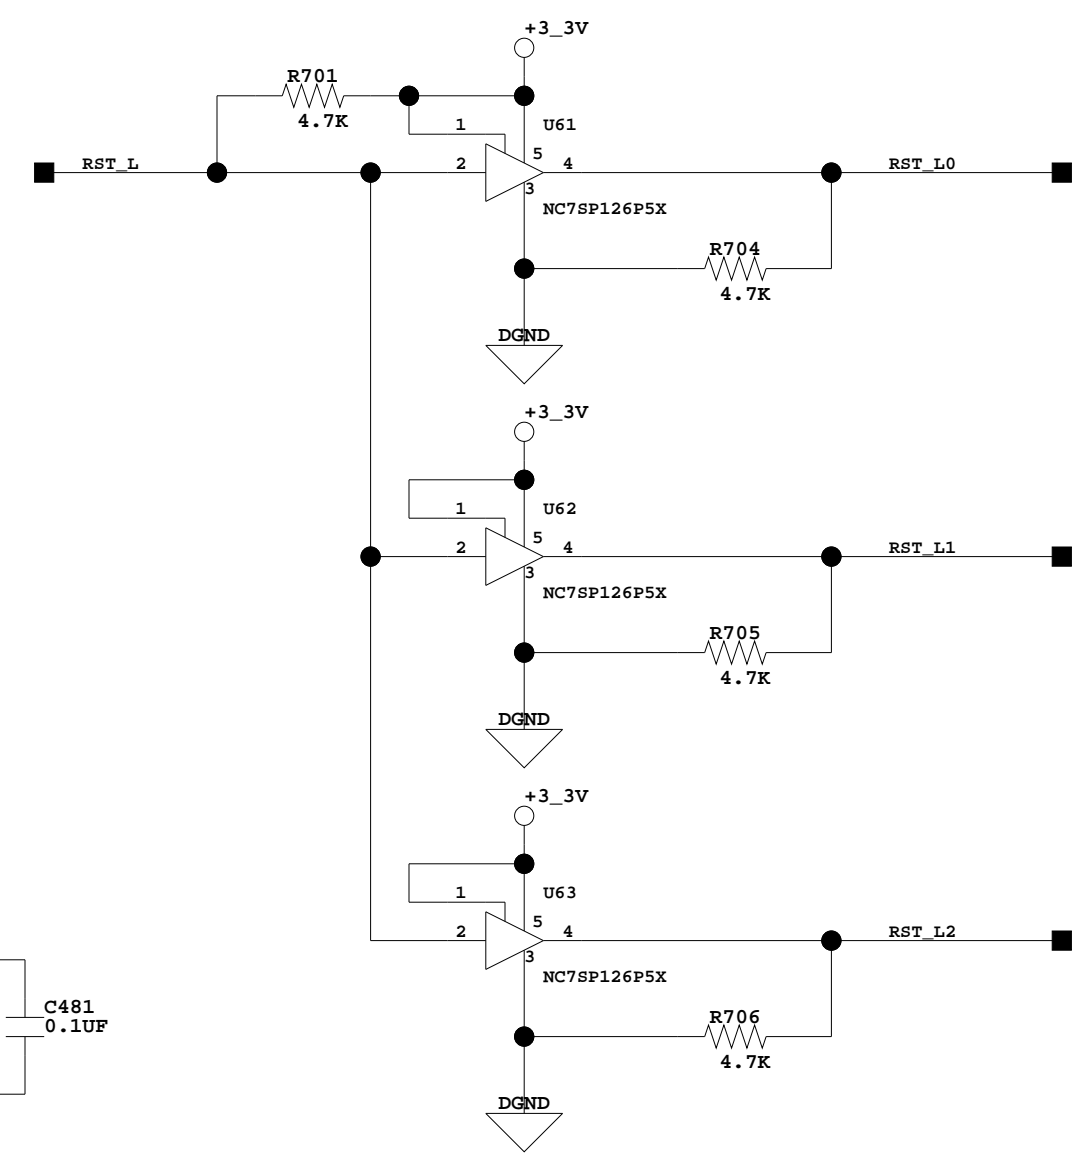 +3_3V
R701
4.7K
1
U61
5
RST_L
2
4
RST_L0
3
NC7SP126P5X
R704
4.7K
DGND
+3_3V
1
U62
5
2
4
RST_L1
3
NC7SP126P5X
R705
4.7K
DGND
+3_3V
1
U63
5
2
4
RST_L2
3
NC7SP126P5X
C481
0.1UF
R706
4.7K
DGND